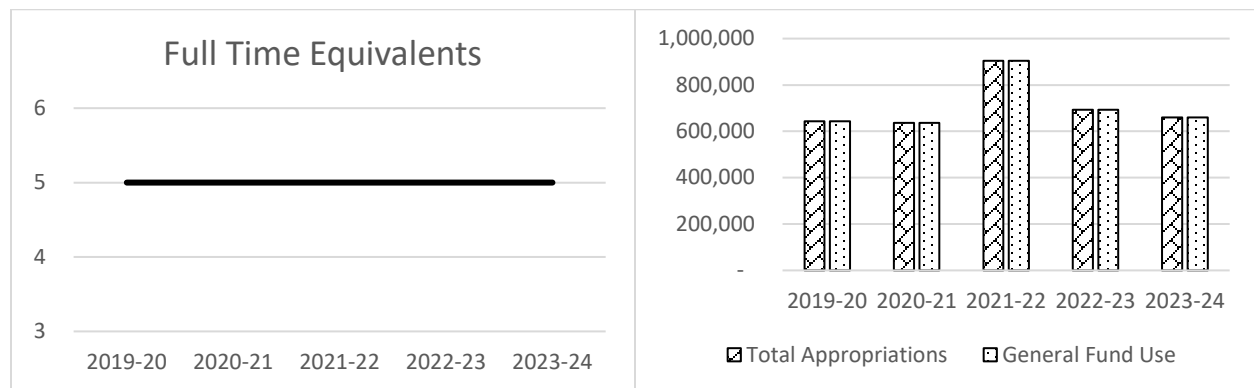 Full Time Equivalents
6
5
4
3
2019-20 2020-21 2021-22 2022-23 2023-24
1,000,000
800,000
600,000
400,000
200,000
-
2019-20 2020-21 2021-22 2022-23 2023-24
Total Appropriations General Fund Use